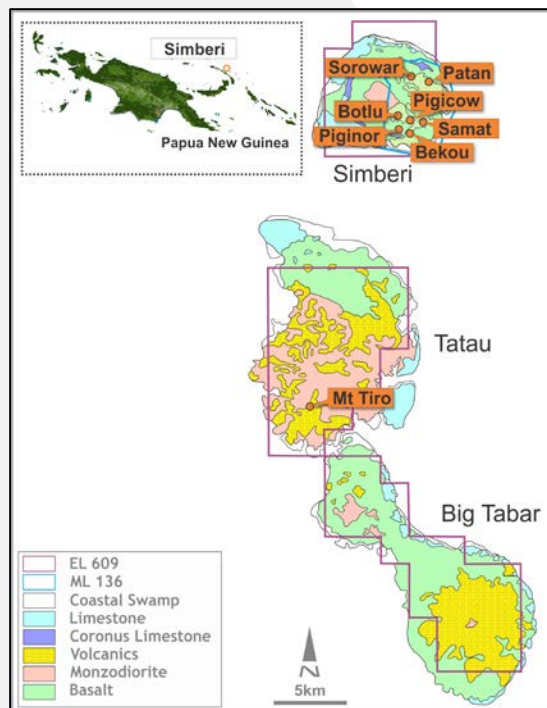 Simberi
Papua New Guinea
Sorowar
Patan
Pigicow
Botlu
Samat
Piginor
Bekou
Simberi
Tatau
Mt Tiro
Big Tabar
EL 609
ML 136
Coastal Swamp
Limestone
Coronus Limestone
Volcanics
Monzodiorite
Basalt
N
5km